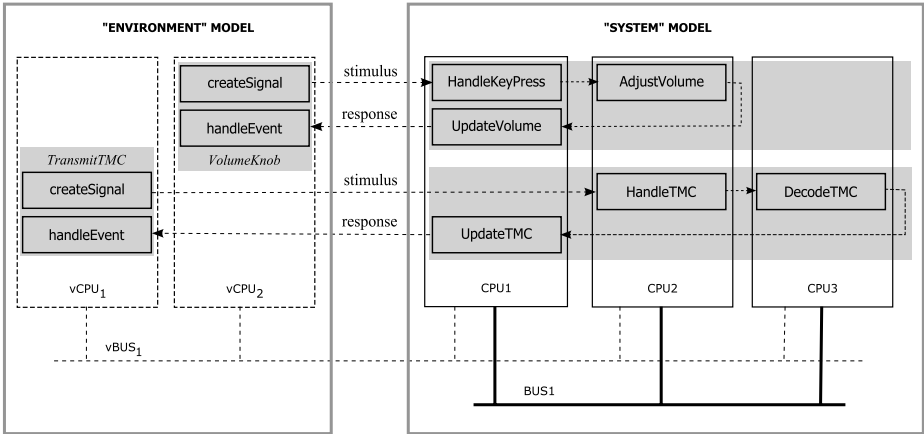 "ENVIRONMENT" MODEL
"SYSTEM" MODEL
createSignal
stimulus
HandleKeyPress
AdjustVolume
handleEvent
response
UpdateVolume
TransmitTMC
VolumeKnob
createSignal
stimulus
HandleTMC
DecodeTMC
handleEvent
response
UpdateTMC
vCPU1
vCPU2
CPU1
CPU2
CPU3
vBUS1
BUS1